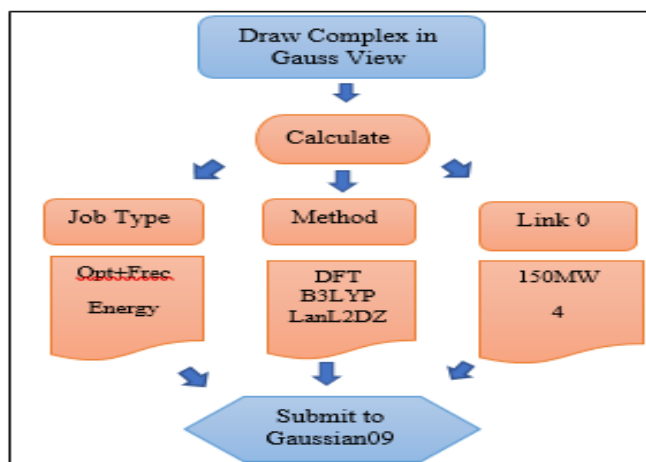 Draw Complex in
Gauss View
Calculate
Job Type
Method
Link 0
Opt+Frec
Energy
DFT
B3LYP
LanL2DZ
150MW
4
Submit to
Gaussian09